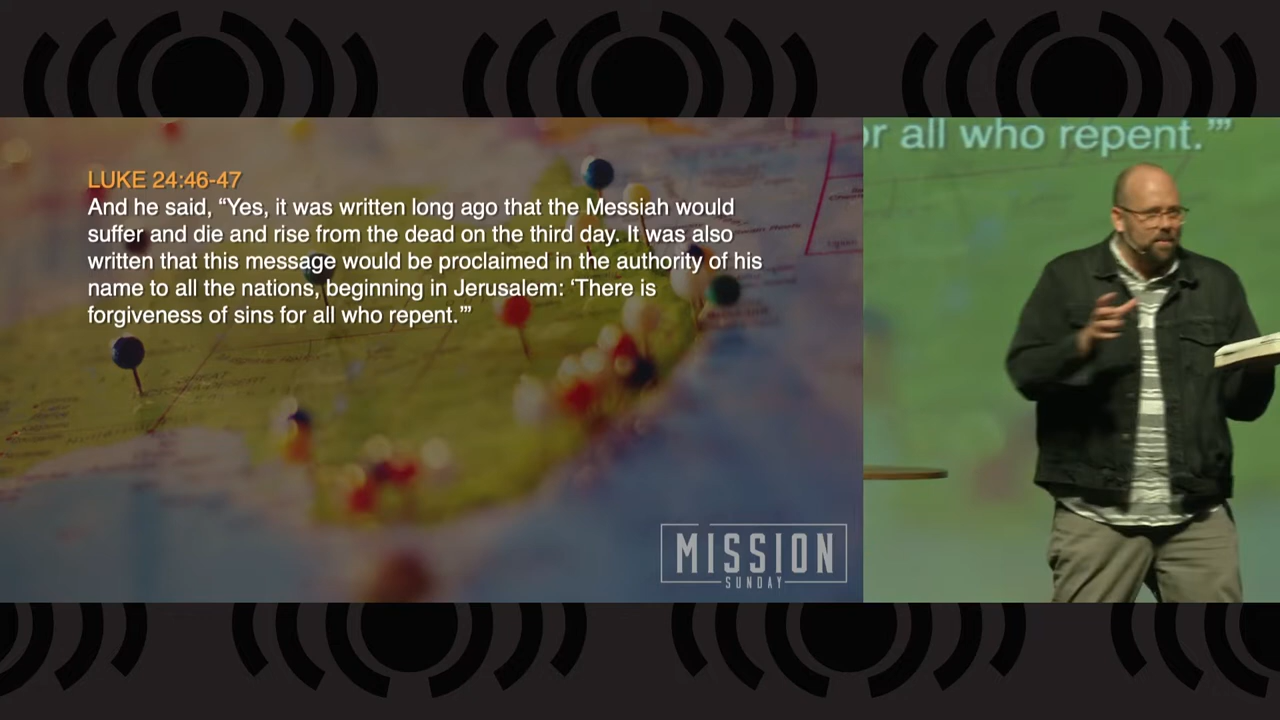 LUKE 24:46-47
And he said, “Yes, it was written long ago that the Messiah would
suffer and die and rise from the dead on the third day. It was also
written that this message would be proclaimed in the authority of his
name to all the nations, beginning in Jerusalem: ‘There is
forgiveness of sins for all who repent.’”
MISSION
SUNDAY
or all who repent.’”